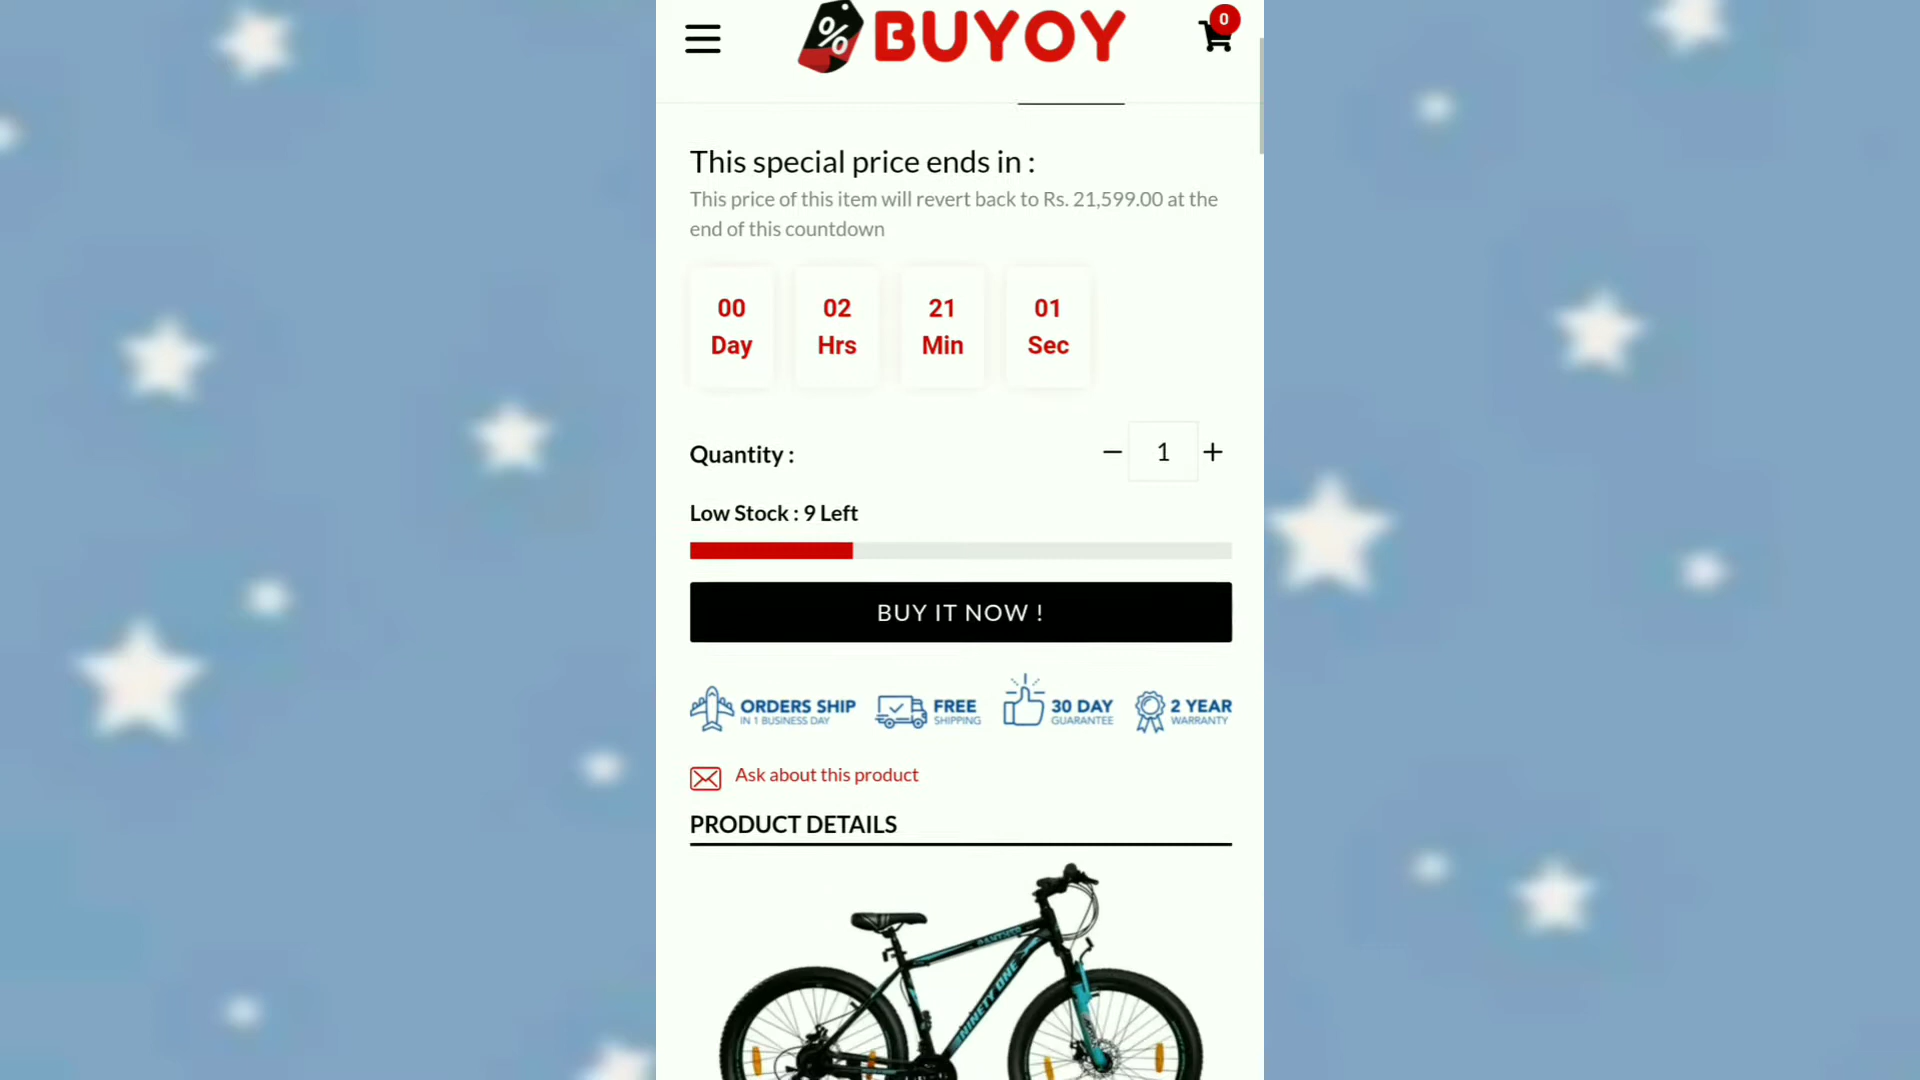 %
BUYOY
0
This special price ends in :
This price of this item will revert back to Rs. 21,599.00 at the
end of this countdown
00 02 21 01
Day Hrs Min Sec
Quantity : − 1 +
Low Stock : 9 Left
BUY IT NOW !
ORDERS SHIP FREE 30 DAY 2 YEAR
IN 1 BUSINESS DAY SHIPPING GUARANTEE WARRANTY
Ask about this product
PRODUCT DETAILS
NINETY ONE